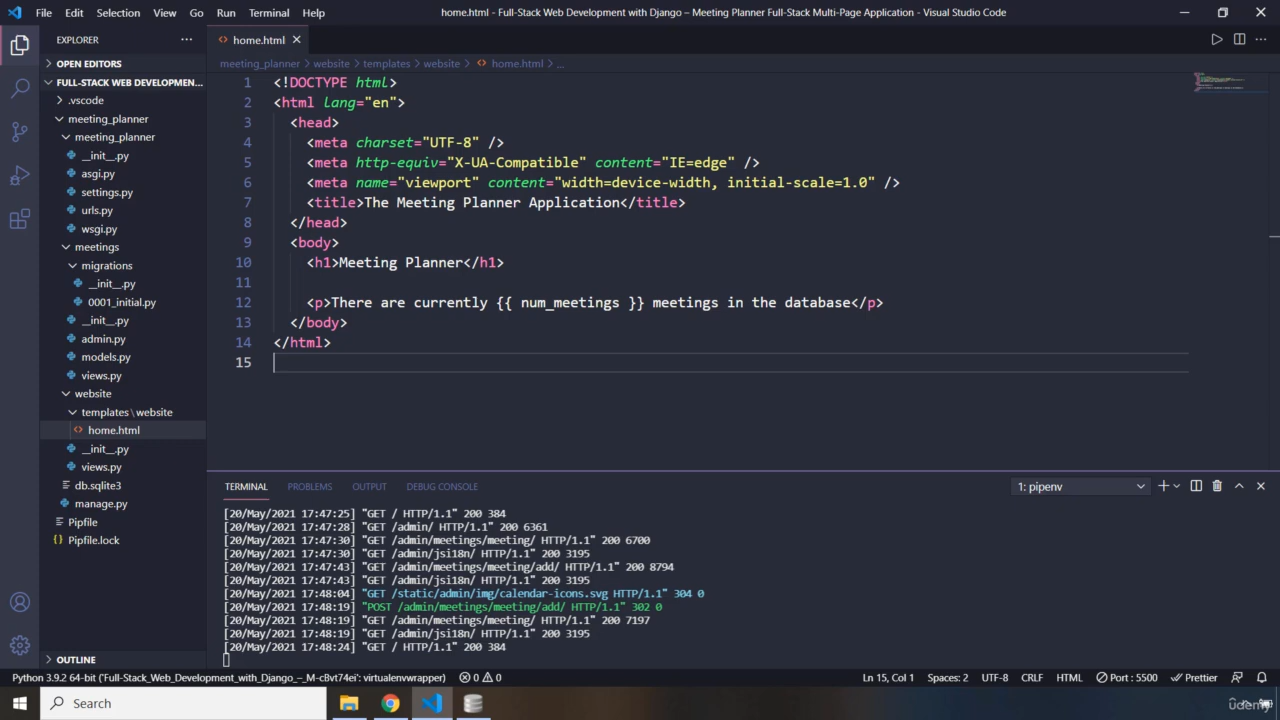 File Edit Selection View Go Run Terminal Help
home.html - Full-Stack Web Development with Django – Meeting Planner Full-Stack Multi-Page Application - Visual Studio Code
EXPLORER
home.html
OPEN EDITORS
FULL-STACK WEB DEVELOPMEN...
.vscode
meeting_planner
meeting_planner
__init__.py
asgi.py
settings.py
urls.py
wsgi.py
meetings
migrations
__init__.py
0001_initial.py
__init__.py
admin.py
models.py
views.py
website
templates\website
home.html
__init__.py
views.py
db.sqlite3
manage.py
Pipfile
Pipfile.lock
OUTLINE
meeting_planner > website > templates > website > home.html > ...
1 <!DOCTYPE html>
2 <html lang="en">
3 <head>
4 <meta charset="UTF-8" />
5 <meta http-equiv="X-UA-Compatible" content="IE=edge" />
6 <meta name="viewport" content="width=device-width, initial-scale=1.0" />
7 <title>The Meeting Planner Application</title>
8 </head>
9 <body>
10 <h1>Meeting Planner</h1>
11
12 <p>There are currently {{ num_meetings }} meetings in the database</p>
13 </body>
14 </html>
15
TERMINAL PROBLEMS OUTPUT DEBUG CONSOLE
1: pipenv
[20/May/2021 17:47:25] "GET / HTTP/1.1" 200 384
[20/May/2021 17:47:28] "GET /admin/ HTTP/1.1" 200 6361
[20/May/2021 17:47:30] "GET /admin/meetings/meeting/ HTTP/1.1" 200 6700
[20/May/2021 17:47:30] "GET /admin/jsi18n/ HTTP/1.1" 200 3195
[20/May/2021 17:47:43] "GET /admin/meetings/meeting/add/ HTTP/1.1" 200 8794
[20/May/2021 17:47:43] "GET /admin/jsi18n/ HTTP/1.1" 200 3195
[20/May/2021 17:48:04] "GET /static/admin/img/calendar-icons.svg HTTP/1.1" 304 0
[20/May/2021 17:48:19] "POST /admin/meetings/meeting/add/ HTTP/1.1" 302 0
[20/May/2021 17:48:19] "GET /admin/meetings/meeting/ HTTP/1.1" 200 7197
[20/May/2021 17:48:19] "GET /admin/jsi18n/ HTTP/1.1" 200 3195
[20/May/2021 17:48:24] "GET / HTTP/1.1" 200 384
Python 3.9.2 64-bit ('Full-Stack_Web_Development_with_Django_–_M-cBvt74ei': virtualenvwrapper) 0 0
Ln 15, Col 1 Spaces: 2 UTF-8 CRLF HTML Port : 5500 Prettier
Search
udemy